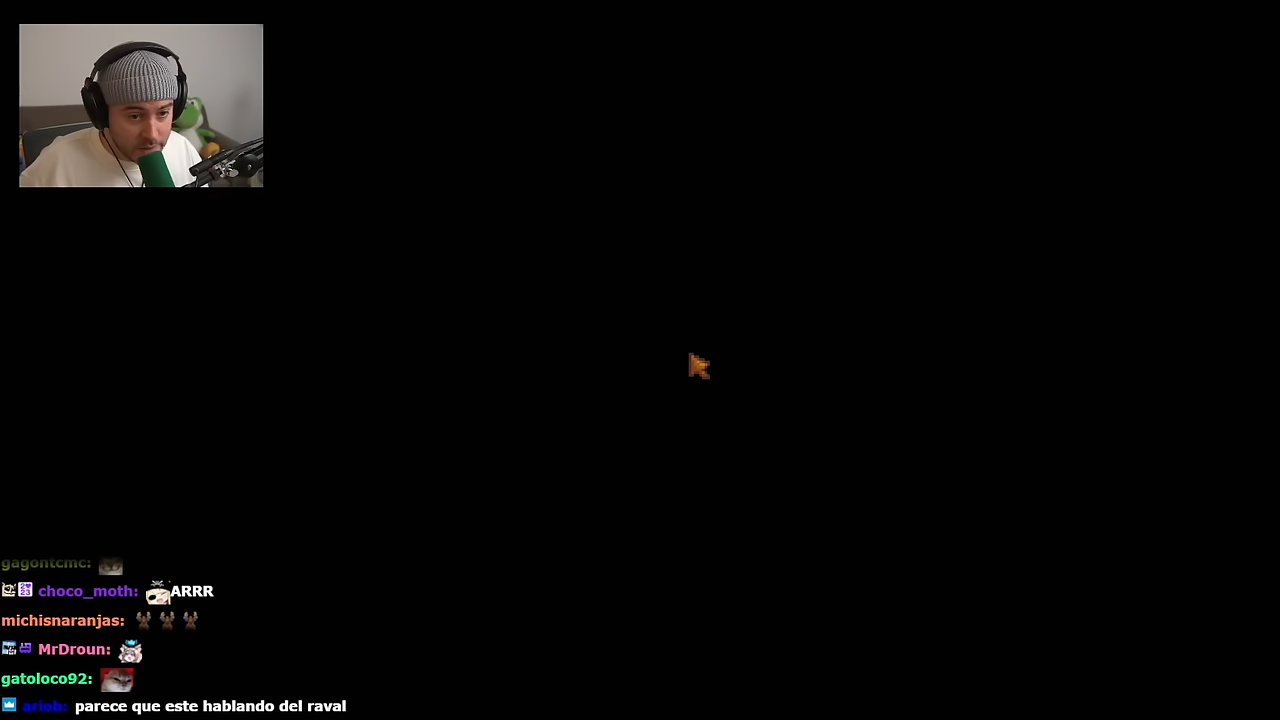 gagontcmc:
choco_moth: ARRR
michisnaranjas:
MrDroun:
gatoloco92:
ariob: parece que este hablando del raval